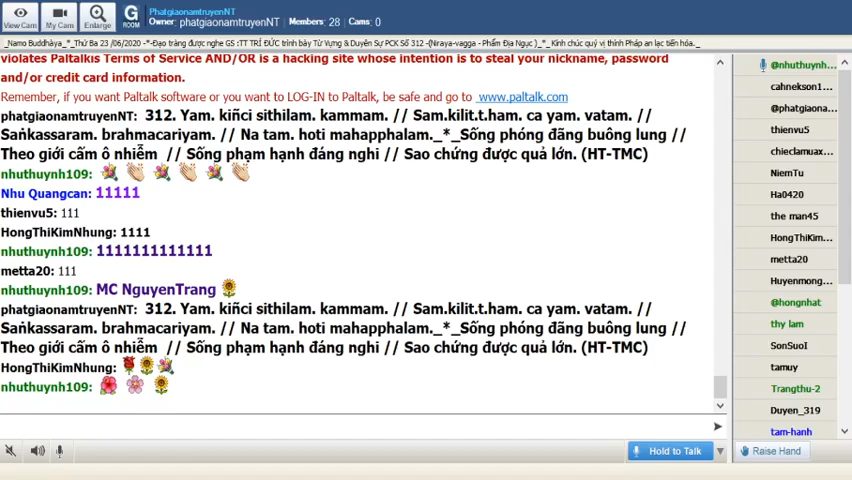 View Cam
My Cam
Enlarge
G
ROOM
PhatgiaonamtruyenNT
Owner: phatgiaonamtruyenNT | Members: 28 | Cams: 0
_Namo Buddhàya_*_Thứ Ba 23 /06/2020 -*-Đạo tràng được nghe GS :TT TRÍ ĐỨC trình bày Từ Vựng & Duyên Sự PCK Số 312 -(Niraya-vagga - Phẩm Địa Ngục )_*_ Kính chúc quý vị thính Pháp an lạc tiến hóa._
violates Paltalkis Terms of Service AND/OR is a hacking site whose intention is to steal your nickname, password
and/or credit card information.
Remember, if you want Paltalk software or you want to LOG-IN to Paltalk, be safe and go to www.paltalk.com
phatgiaonamtruyenNT: 312. Yam. kiñci sithilam. kammam. // Sam.kilit.t.ham. ca yam. vatam. //
Saṅkassaram. brahmacariyam. // Na tam. hoti mahapphalam._*_Sống phóng đãng buông lung //
Theo giới cấm ô nhiễm // Sống phạm hạnh đáng nghi // Sao chứng được quả lớn. (HT-TMC)
nhuthuynh109:
Nhu Quangcan: 11111
thienvu5: 111
HongThiKimNhung: 1111
nhuthuynh109: 1111111111111
metta20: 111
nhuthuynh109: MC NguyenTrang
phatgiaonamtruyenNT: 312. Yam. kiñci sithilam. kammam. // Sam.kilit.t.ham. ca yam. vatam. //
Saṅkassaram. brahmacariyam. // Na tam. hoti mahapphalam._*_Sống phóng đãng buông lung //
Theo giới cấm ô nhiễm // Sống phạm hạnh đáng nghi // Sao chứng được quả lớn. (HT-TMC)
HongThiKimNhung:
nhuthuynh109:
@nhuthuynh...
cahnekson1...
@phatgiaona...
thienvu5
chieclamuax...
NiemTu
Ha0420
the man45
HongThiKim...
metta20
Huyenmong...
@hongnhat
thy lam
SonSuoI
tamuy
Trangthu-2
Duyen_319
tam-hanh
Hold to Talk
Raise Hand